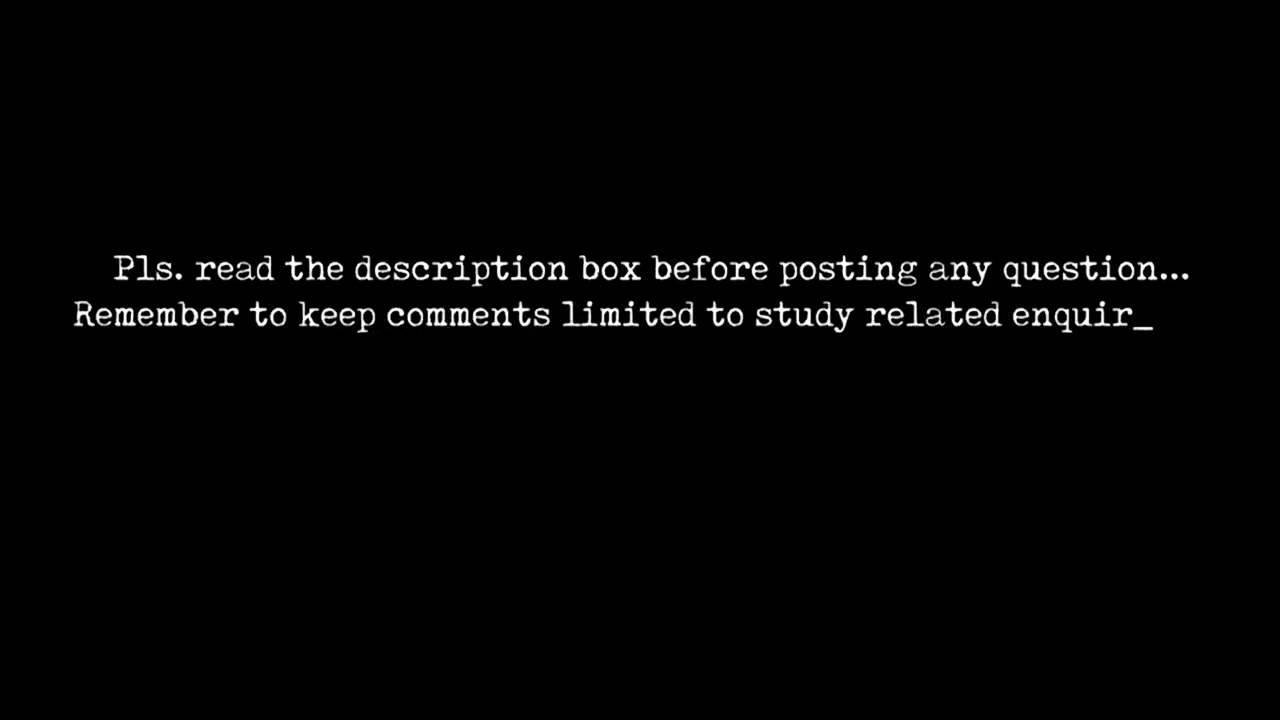 Pls. read the description box before posting any question...
Remember to keep comments limited to study related enquir_